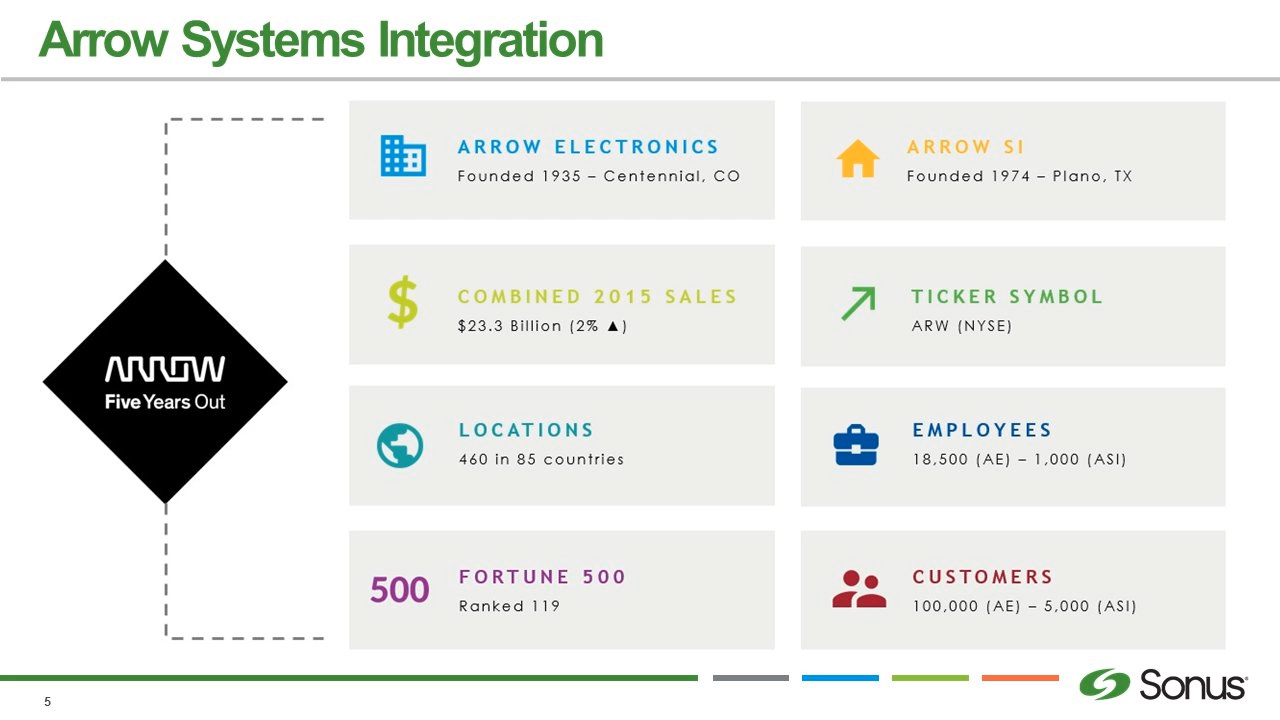 Arrow Systems Integration
ARROW
Five Years Out
ARROW ELECTRONICS
Founded 1935 – Centennial, CO
ARROW SI
Founded 1974 – Plano, TX
$
COMBINED 2015 SALES
$23.3 Billion (2% ▲)
TICKER SYMBOL
ARW (NYSE)
LOCATIONS
460 in 85 countries
EMPLOYEES
18,500 (AE) – 1,000 (ASI)
500
FORTUNE 500
Ranked 119
CUSTOMERS
100,000 (AE) – 5,000 (ASI)
5
Sonus